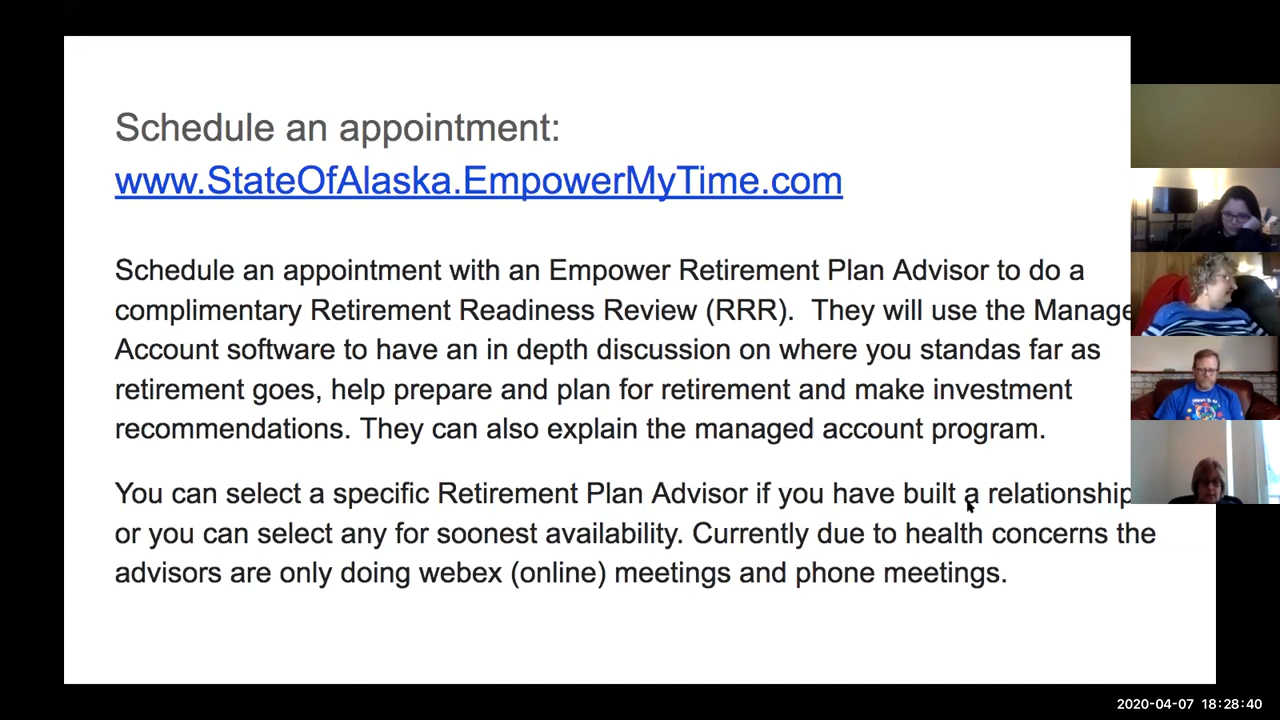 Schedule an appointment:
www.StateOfAlaska.EmpowerMyTime.com
Schedule an appointment with an Empower Retirement Plan Advisor to do a
complimentary Retirement Readiness Review (RRR). They will use the Manage
Account software to have an in depth discussion on where you standas far as
retirement goes, help prepare and plan for retirement and make investment
recommendations. They can also explain the managed account program.
You can select a specific Retirement Plan Advisor if you have built a relationship
or you can select any for soonest availability. Currently due to health concerns the
advisors are only doing webex (online) meetings and phone meetings.
2020-04-07 18:28:40